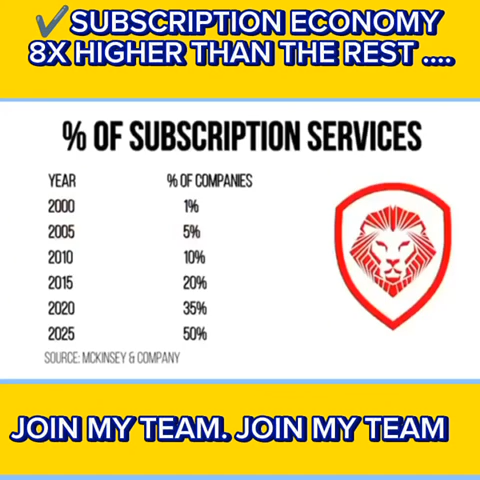 ✔SUBSCRIPTION ECONOMY
8X HIGHER THAN THE REST ....
% OF SUBSCRIPTION SERVICES
YEAR % OF COMPANIES
2000 1%
2005 5%
2010 10%
2015 20%
2020 35%
2025 50%
SOURCE: MCKINSEY & COMPANY
JOIN MY TEAM. JOIN MY TEAM